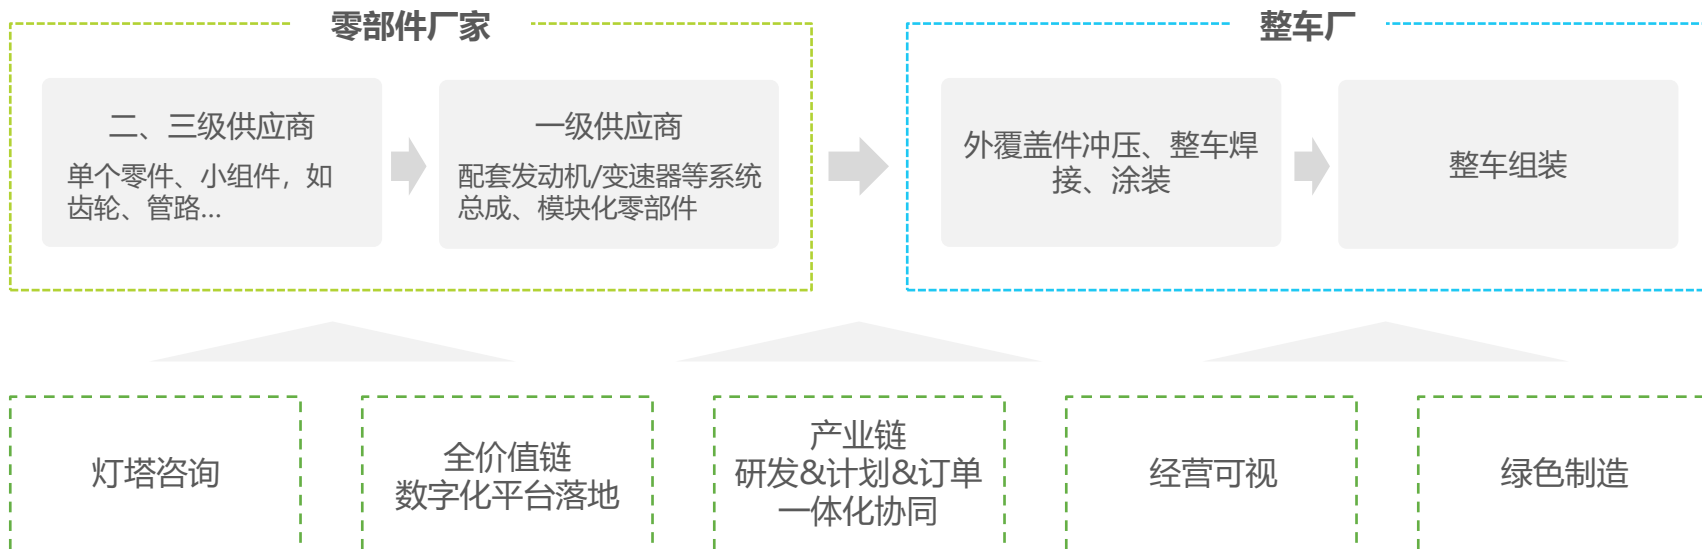 零部件厂家
整车厂
二、三级供应商
单个零件、小组件，如
齿轮、管路...
一级供应商
配套发动机/变速器等系统
总成、模块化零部件
外覆盖件冲压、整车焊
接、涂装
整车组装
灯塔咨询
全价值链
数字化平台落地
产业链
研发&计划&订单
一体化协同
经营可视
绿色制造